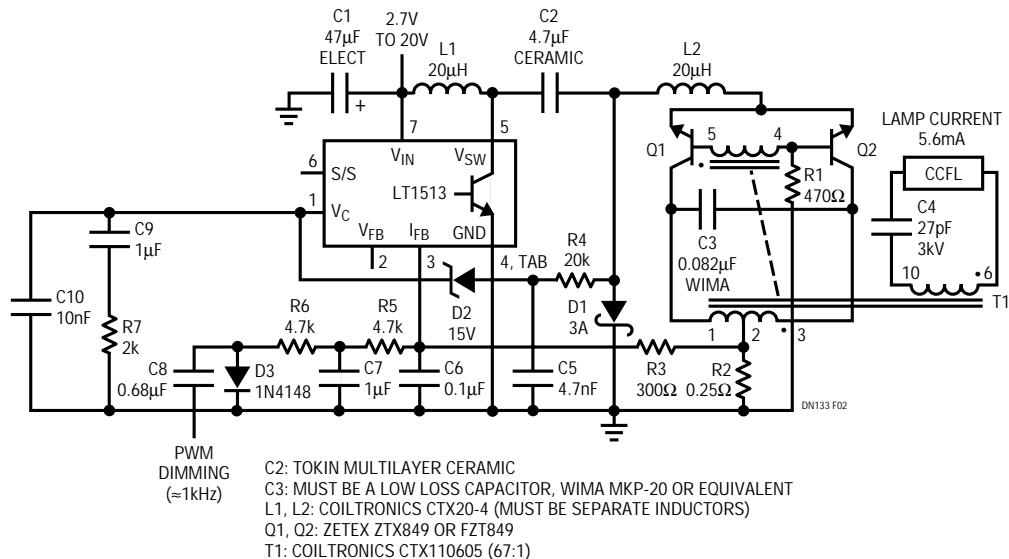 C1
47µF
ELECT
+
2.7V
TO 20V
L1
20µH
C2
4.7µF
CERAMIC
L2
20µH
7
5
6
1
VIN
VSW
S/S
LT1513
VC
VFB
IFB
GND
2
3
4, TAB
Q1
5
4
Q2
R1
470Ω
C3
0.082µF
WIMA
LAMP CURRENT
5.6mA
CCFL
C4
27pF
3kV
10
6
T1
1
2
3
C9
1µF
C10
10nF
R7
2k
R4
20k
D2
15V
D1
3A
R6
4.7k
R5
4.7k
C8
0.68µF
D3
1N4148
C7
1µF
C6
0.1µF
C5
4.7nF
R3
300Ω
R2
0.25Ω
DN133 F02
PWM
DIMMING
(≈1kHz)
C2: TOKIN MULTILAYER CERAMIC
C3: MUST BE A LOW LOSS CAPACITOR, WIMA MKP-20 OR EQUIVALENT
L1, L2: COILTRONICS CTX20-4 (MUST BE SEPARATE INDUCTORS)
Q1, Q2: ZETEX ZTX849 OR FZT849
T1: COILTRONICS CTX110605 (67:1)